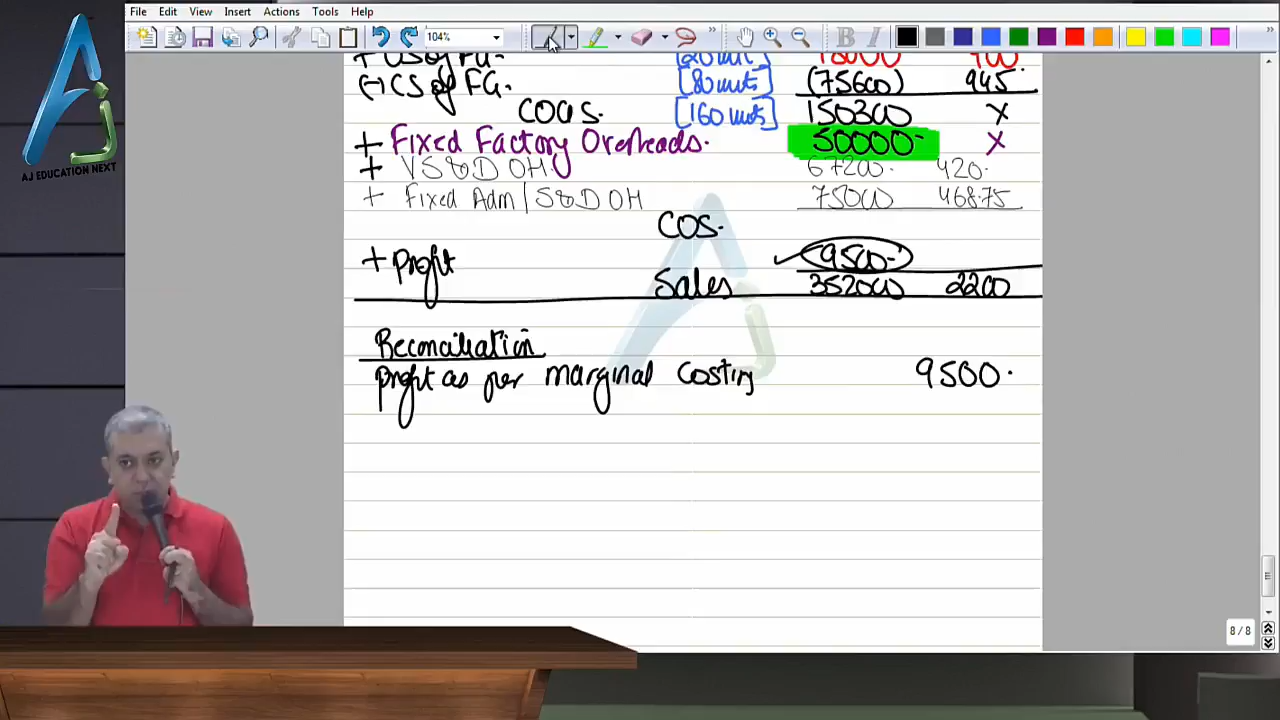 File Edit View Insert Actions Tools Help
104%
B I
(-) CS of FG. [80 units] (75600) 945
COGS. [160 units] 150300 X
+ Fixed Factory Overheads. 50000 X
+ VS&D OH 67200 420.
+ Fixed Adm/S&D OH 75000 468.75
COS.
+ Profit 9500
Sales 352000 2200
Reconciliation
Profit as per marginal costing 9500.
AJ EDUCATION NEXT
8/8